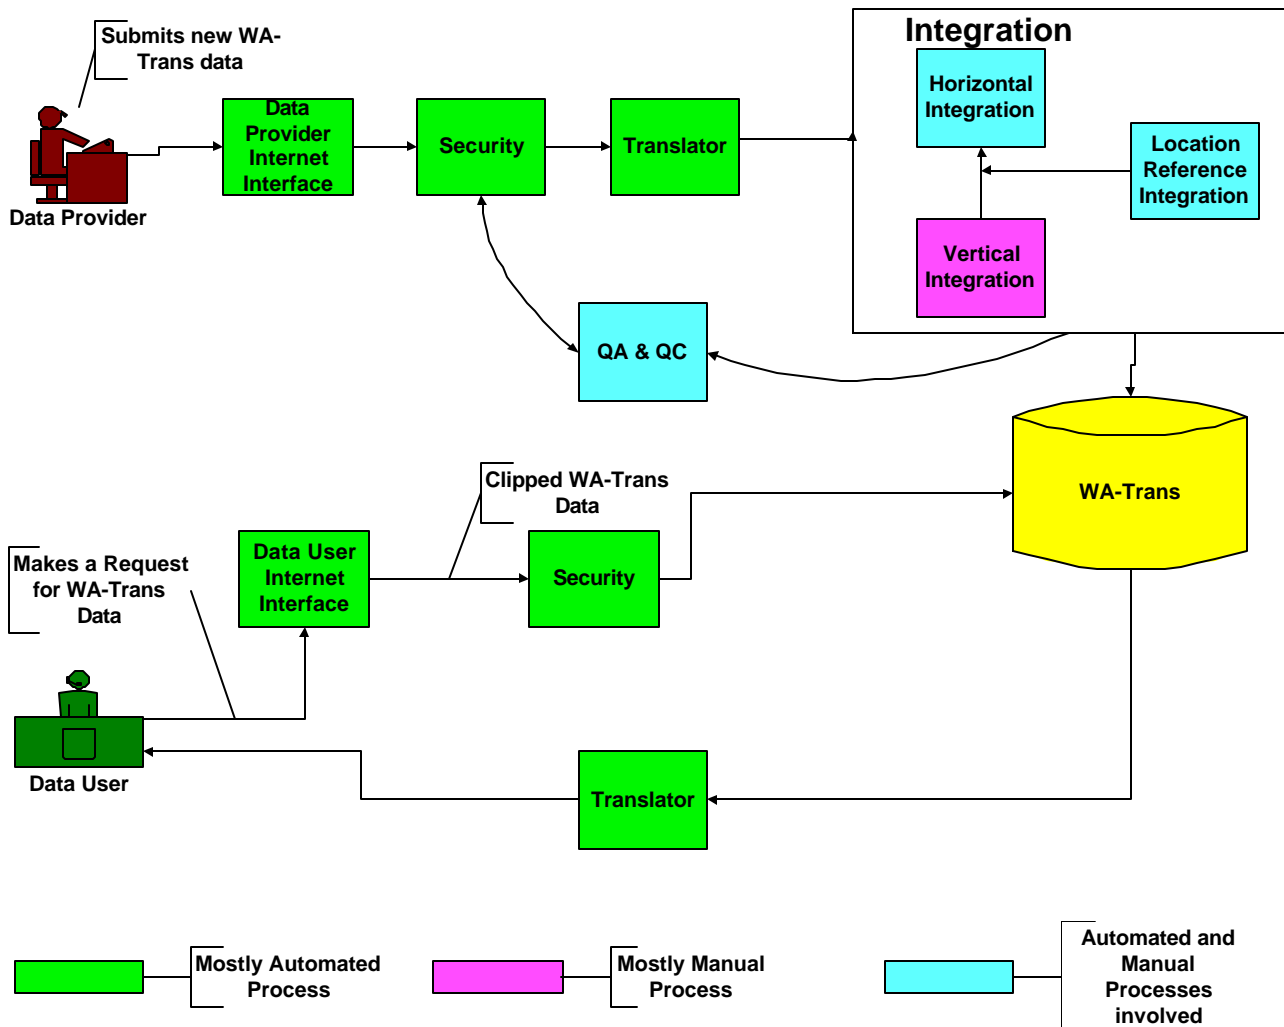 Submits new WA-
Trans data
Data Provider
Data
Provider
Internet
Interface
Security
Translator
Integration
Horizontal
Integration
Location
Reference
Integration
Vertical
Integration
QA & QC
WA-Trans
Clipped WA-Trans
Data
Makes a Request
for WA-Trans
Data
Data User
Internet
Interface
Security
Data User
Translator
Mostly Automated
Process
Mostly Manual
Process
Automated and
Manual
Processes
involved